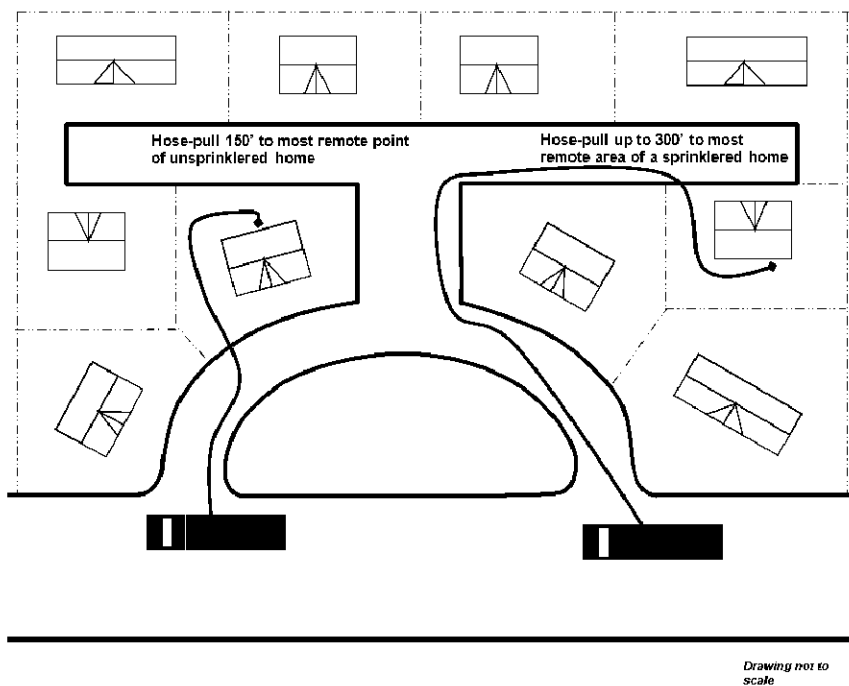 Hose-pull 150' to most remote point
of unsprinklered home
Hose-pull up to 300' to most
remote area of a sprinklered home
Drawing not to
scale